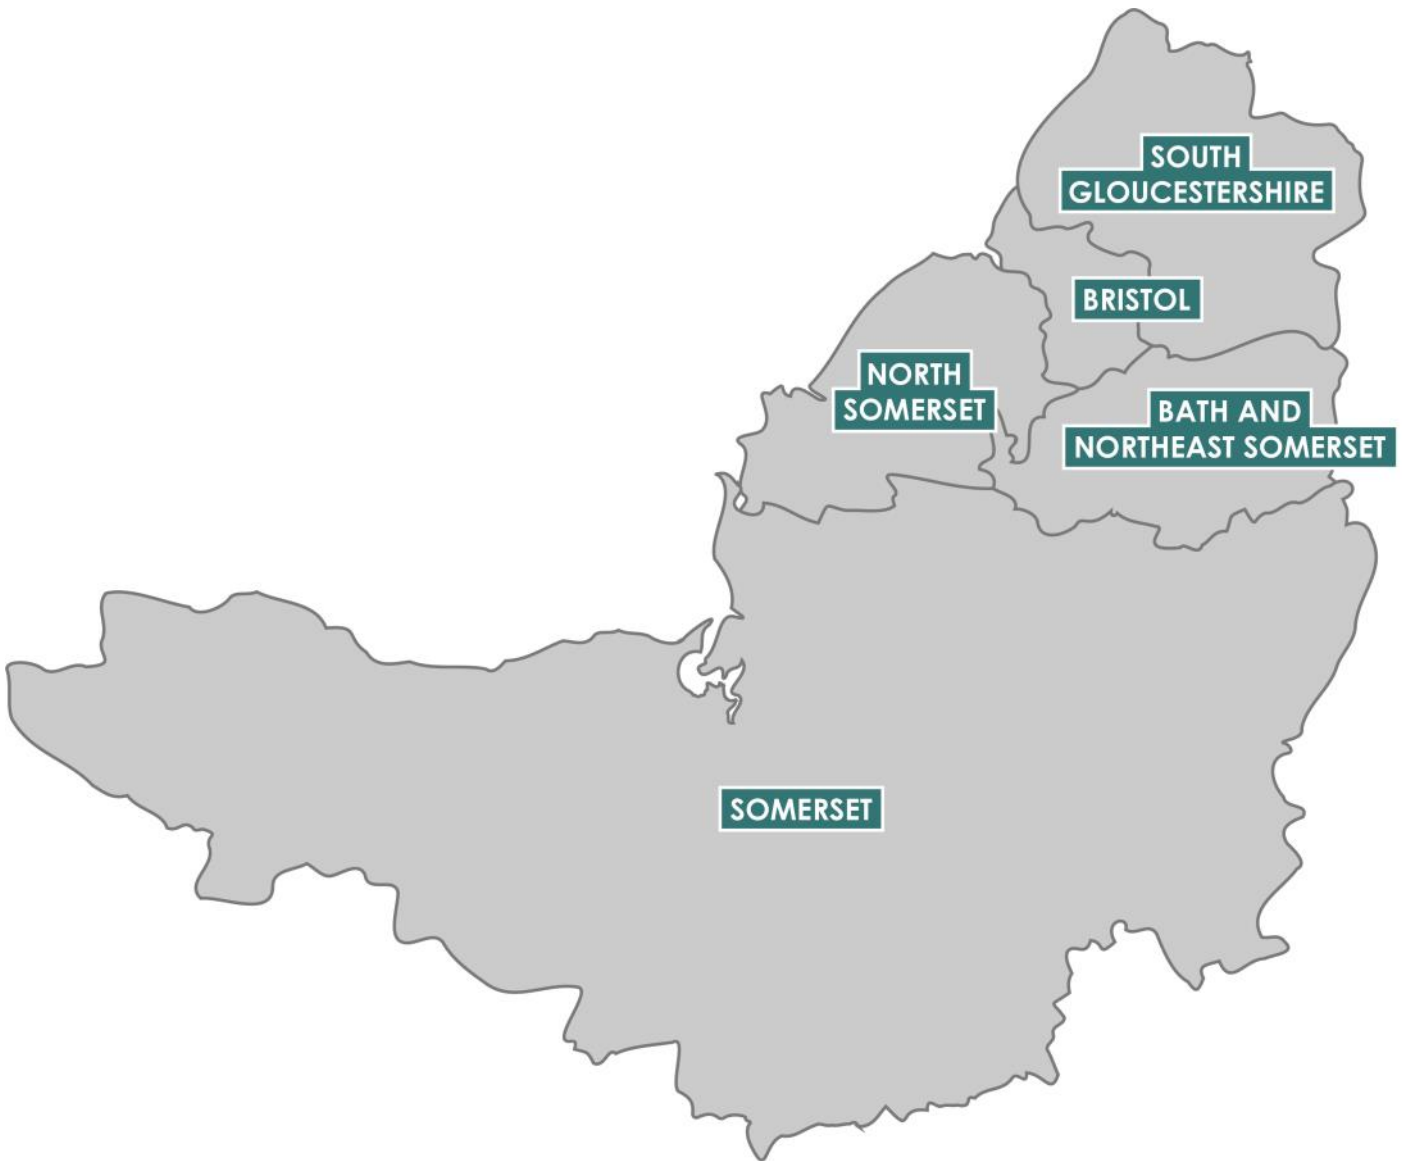 SOUTH
GLOUCESTERSHIRE
BRISTOL
NORTH
SOMERSET
BATH AND
NORTHEAST SOMERSET
SOMERSET